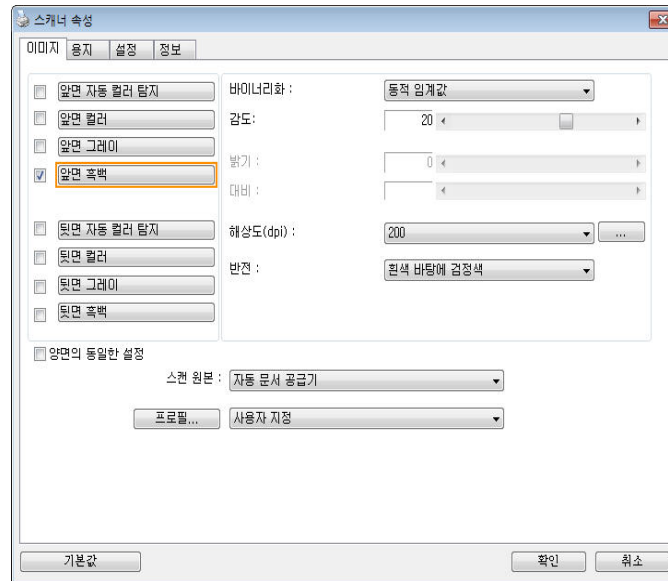 스캐너 속성
이미지 용지 설정 정보
앞면 자동 컬러 탐지
앞면 컬러
앞면 그레이
앞면 흑백
뒷면 자동 컬러 탐지
뒷면 컬러
뒷면 그레이
뒷면 흑백
바이너리화 : 동적 임계값
감도: 20
밝기 : 0
대비 :
해상도(dpi) : 200 ...
반전 : 흰색 바탕에 검정색
양면의 동일한 설정
스캔 원본 : 자동 문서 공급기
프로필... 사용자 지정
기본값 확인 취소